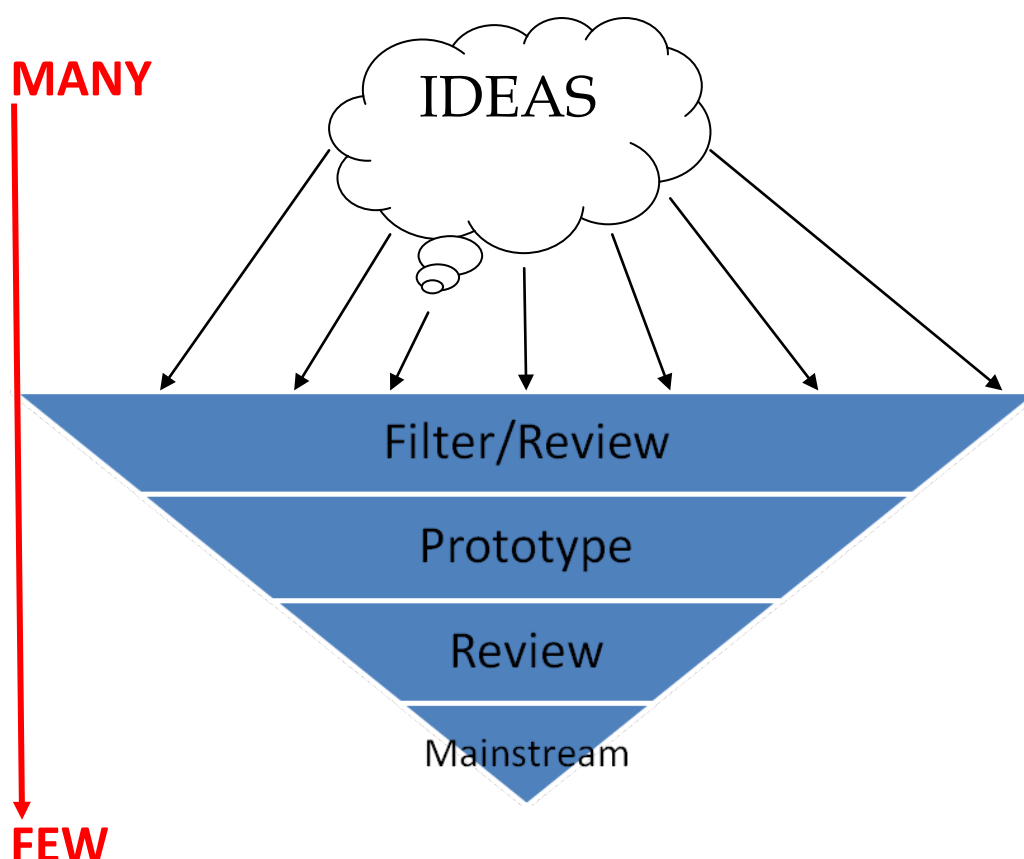 MANY
IDEAS
Filter/Review
Prototype
Review
Mainstream
FEW